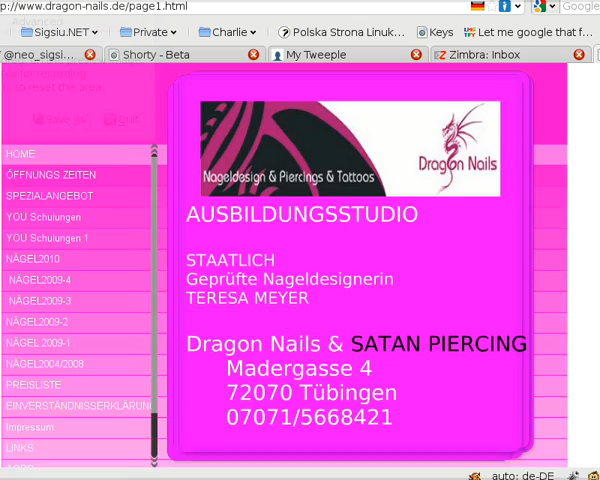 p://www.dragon-nails.de/page1.html
Google
Sigsiu.NET
Private
Charlie
Polska Strona Linuk...
Keys
Let me google that f...
@neo_sigsi...
Shorty - Beta
My Tweeple
Zimbra: Inbox
HOME
ÖFFNUNGS ZEITEN
SPEZIALANGEBOT
YOU Schulungen
YOU Schulungen 1
NÄGEL2010
NÄGEL2009-4
NÄGEL2009-3
NÄGEL2009-2
NÄGEL 2009-1
NÄGEL2004/2008
PREISLISTE
EINVERSTÄNDNISSERKLÄRUN
Impressum
LINKS
Nageldesign & Piercings & Tattoos
Dragon Nails
AUSBILDUNGSSTUDIO
STAATLICH
Geprüfte Nageldesignerin
TERESA MEYER
Dragon Nails & SATAN PIERCING
Madergasse 4
72070 Tübingen
07071/5668421
auto: de-DE